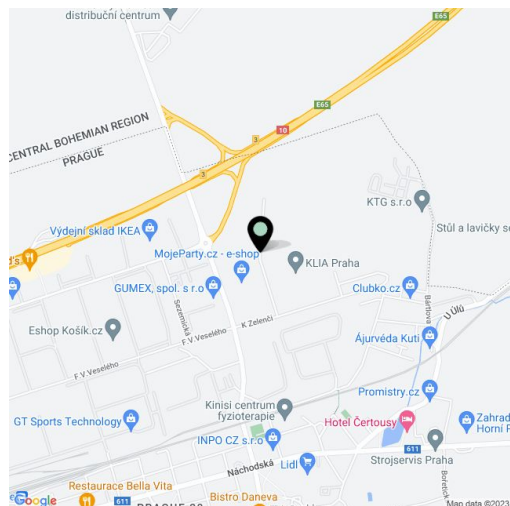 distribuční centrum
E65
E65
10
3
CENTRAL BOHEMIAN REGION
PRAGUE
3
KTG s.r.o
Výdejní sklad IKEA
Stůl a lavičky
d's
MojeParty.cz - e-shop
KLIA Praha
GUMEX, spol. s r.o
Clubko.cz
Sezemická
Bártlova
U Úlů
Eshop Košík.cz
K Zelenči
F. V. Veselého
Ájurvéda Kutí
F. V. Veselého
Promistry.cz
Kinisi centrum
fyzioterapie
GT Sports Technology
Hotel Čertousy
Zahrad
Horní P
INPO CZ s.r.o
611
Náchodská
Lidl
Strojservis Praha
Restaurace Bella Vita
Bořetická
611
PRAGUE 20
Bistro Daneva
Google
Map data ©2023